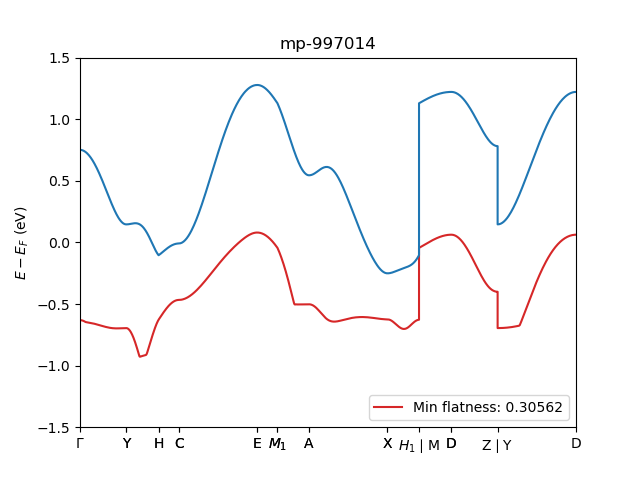 mp-997014
1.5
1.0
0.5
0.0
−0.5
−1.0
−1.5
E − E_F (eV)
Min flatness: 0.30562
Γ Y H C E M_1 A X H_1 | M D Z | Y D